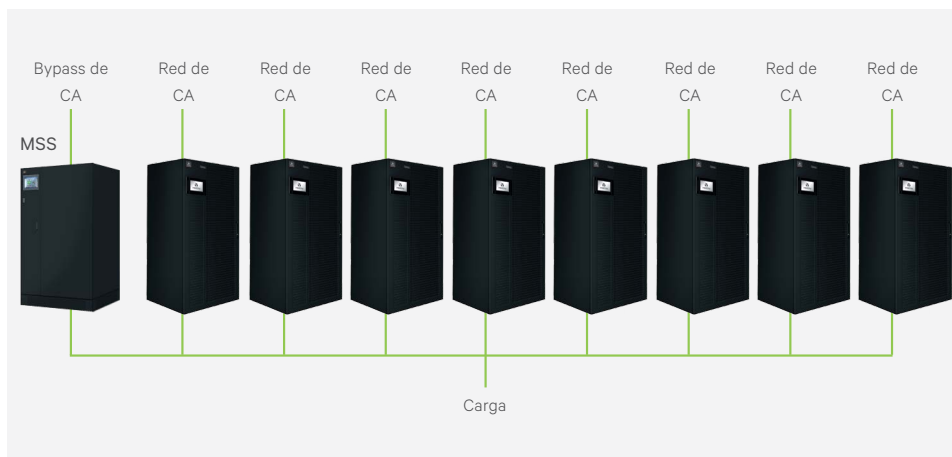 Bypass de Red de Red de Red de Red de Red de Red de Red de Red de
CA CA CA CA CA CA CA CA CA
MSS
Carga